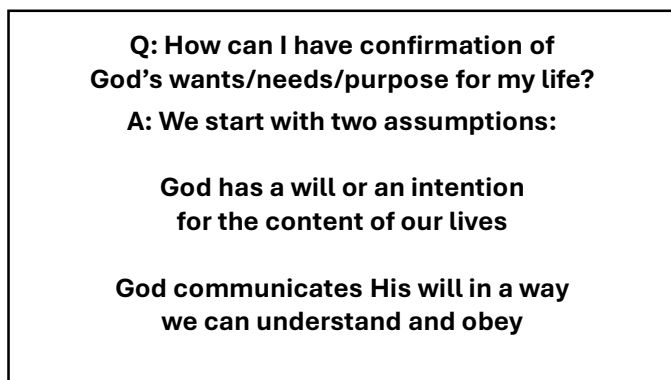 Q: How can I have confirmation of
God’s wants/needs/purpose for my life?
A: We start with two assumptions:
God has a will or an intention
for the content of our lives
God communicates His will in a way
we can understand and obey